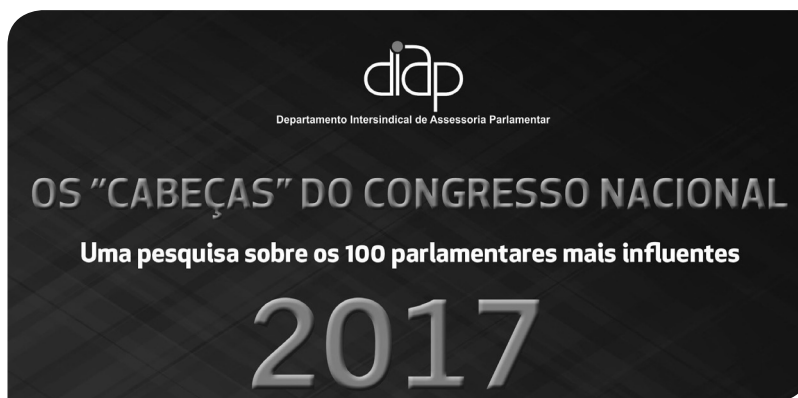 diap
Departamento Intersindical de Assessoria Parlamentar
OS "CABEÇAS" DO CONGRESSO NACIONAL
Uma pesquisa sobre os 100 parlamentares mais influentes
2017